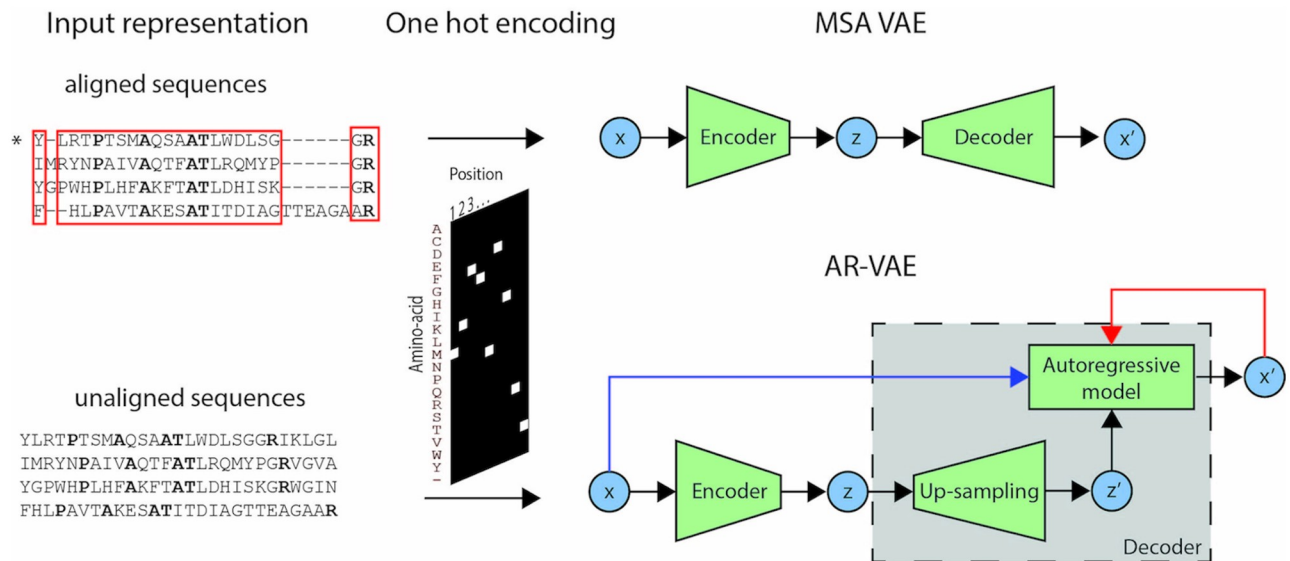 Input representation
One hot encoding
MSA VAE
aligned sequences
* Y-LRTPTSMAQSAATLWDLSG------GR
IMRYNPAIVAQTFATLRQMYP------GR
YGPWHPLHFAKFTATLDHISK------GR
F--HLPAVTAKESATITDIAGTTEAGAAR
x
Encoder
z
Decoder
x'
Position
123...
Amino-acid
A
C
D
E
F
G
H
I
K
L
M
N
P
Q
R
S
T
V
W
Y
-
AR-VAE
unaligned sequences
YLRTPTSMAQSAATLWDLSGGRIKLGL
IMRYNPAIVAQTFATLRQMYPGRVGVA
YGPWHPLHFAKFTATLDHISKGRWGIN
FHLPAVTAKESATITDIAGTTEAGAAR
Autoregressive
model
x'
x
Encoder
z
Up-sampling
z'
Decoder